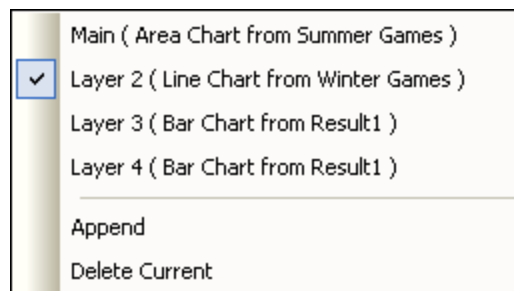 Main ( Area Chart from Summer Games )
Layer 2 ( Line Chart from Winter Games )
Layer 3 ( Bar Chart from Result1 )
Layer 4 ( Bar Chart from Result1 )
Append
Delete Current